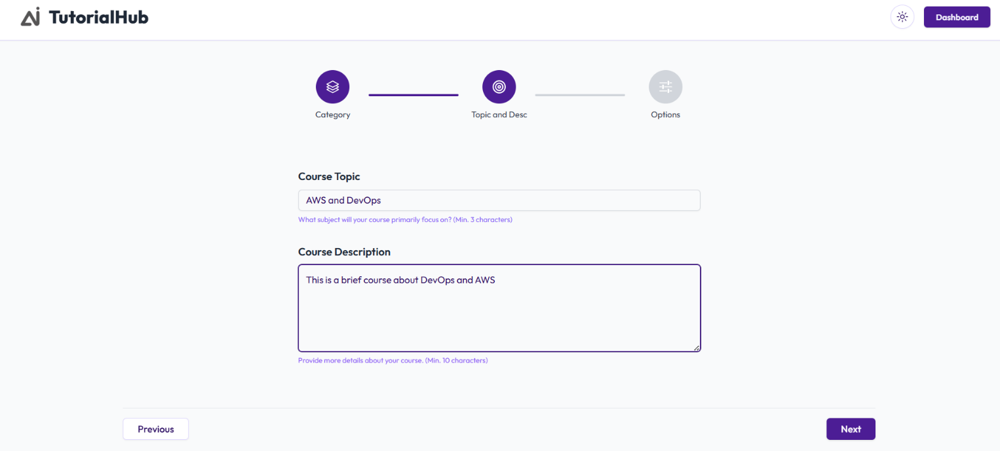 Ai TutorialHub
Dashboard
Category
Topic and Desc
Options
Course Topic
AWS and DevOps
What subject will your course primarily focus on? (Min. 3 characters)
Course Description
This is a brief course about DevOps and AWS
Provide more details about your course. (Min. 10 characters)
Previous
Next